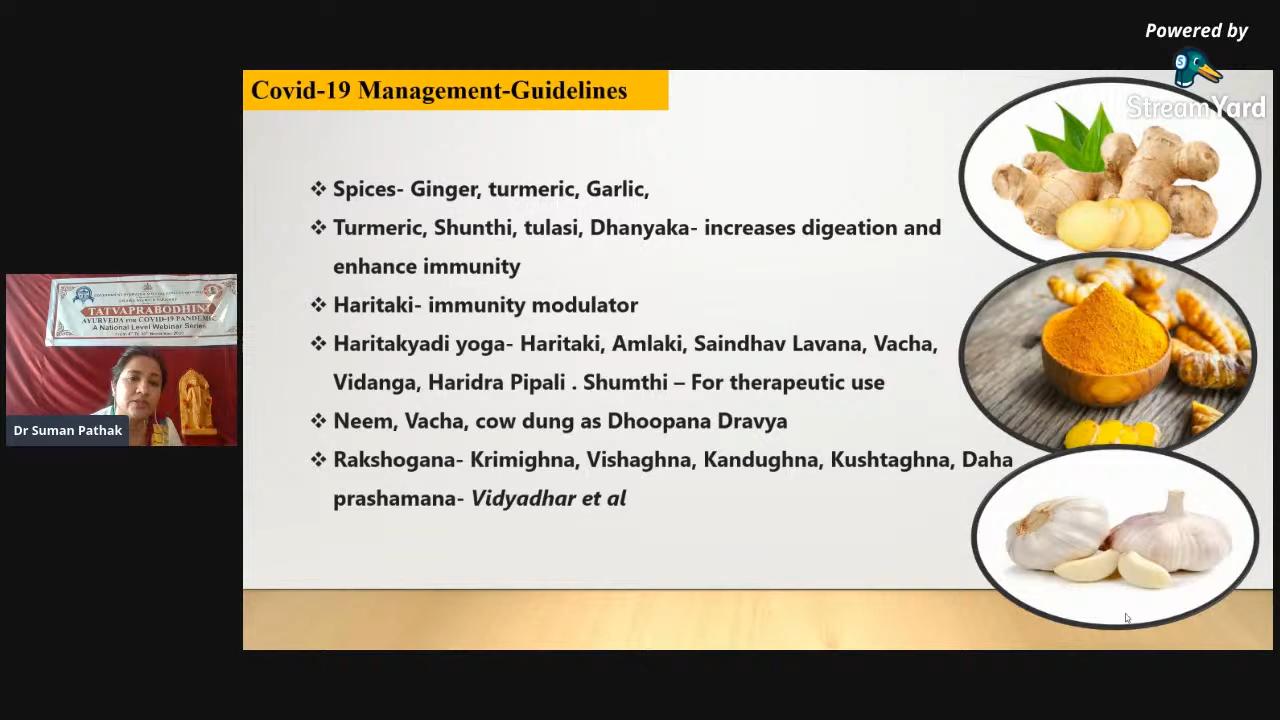 Powered by
StreamYard
Covid-19 Management-Guidelines
❖ Spices- Ginger, turmeric, Garlic,
❖ Turmeric, Shunthi, tulasi, Dhanyaka- increases digeation and
enhance immunity
❖ Haritaki- immunity modulator
❖ Haritakyadi yoga- Haritaki, Amlaki, Saindhav Lavana, Vacha,
Vidanga, Haridra Pipali . Shumthi – For therapeutic use
❖ Neem, Vacha, cow dung as Dhoopana Dravya
❖ Rakshogana- Krimighna, Vishaghna, Kandughna, Kushtaghna, Daha
prashamana- Vidyadhar et al
TATVAPRABODHINI
AYURVEDA FOR COVID-19 PANDEMIC
A National Level Webinar Series
Dr Suman Pathak